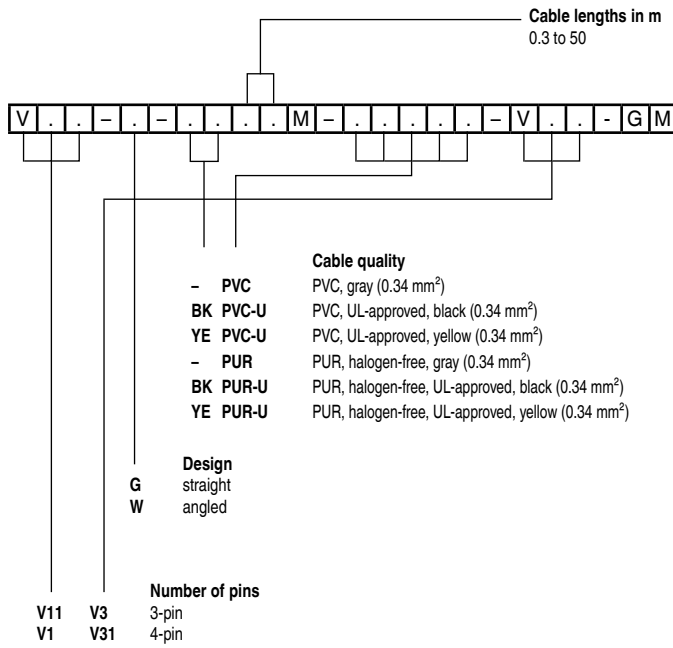 Cable lengths in m
0.3 to 50
V . . – . – . . . . M – . . . . . – V . . - G M
Cable quality
– PVC PVC, gray (0.34 mm²)
BK PVC-U PVC, UL-approved, black (0.34 mm²)
YE PVC-U PVC, UL-approved, yellow (0.34 mm²)
– PUR PUR, halogen-free, gray (0.34 mm²)
BK PUR-U PUR, halogen-free, UL-approved, black (0.34 mm²)
YE PUR-U PUR, halogen-free, UL-approved, yellow (0.34 mm²)
Design
G straight
W angled
Number of pins
V11 V3 3-pin
V1 V31 4-pin